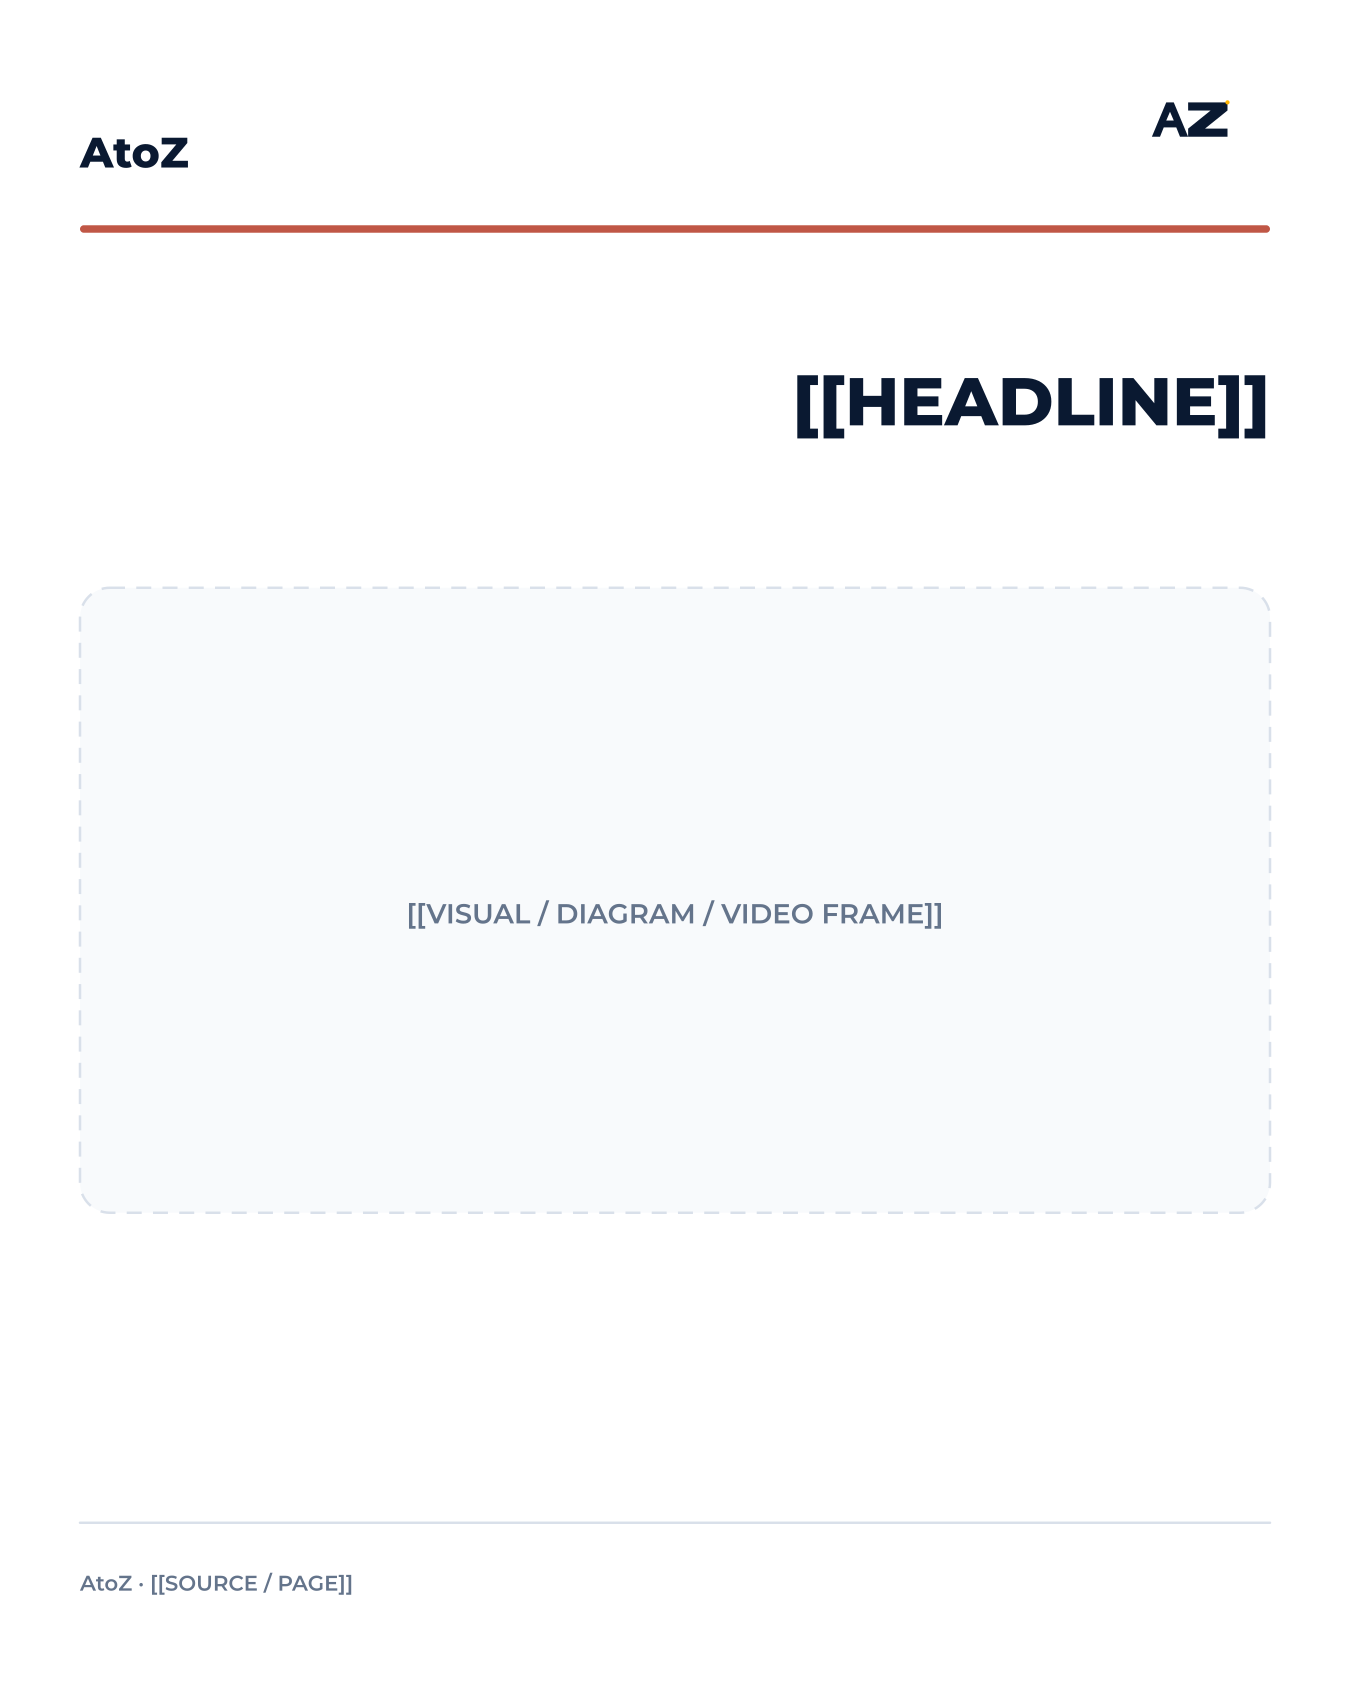 AZ
AtoZ
[[HEADLINE]]
[[VISUAL / DIAGRAM / VIDEO FRAME]]
AtoZ · [[SOURCE / PAGE]]